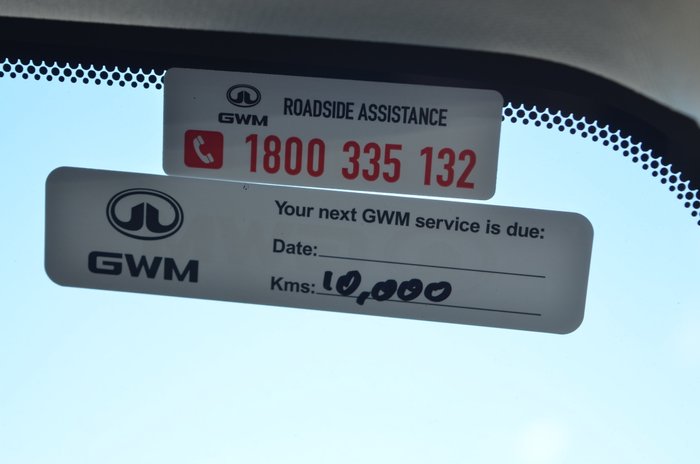 GWM
ROADSIDE ASSISTANCE
1800 335 132
GWM
Your next GWM service is due:
Date:
Kms: 10,000